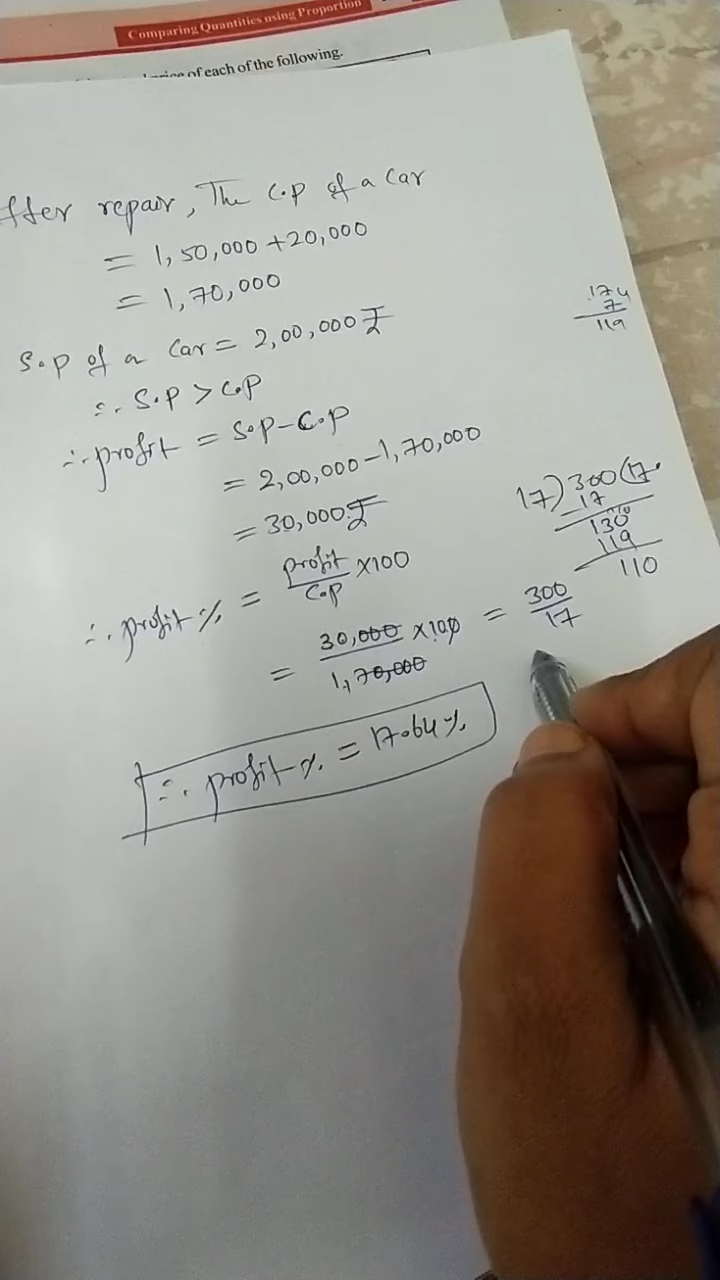 Comparing Quantities using Proportion
of each of the following.
After repair, The C.P of a Car
= 1,50,000 + 20,000
= 1,70,000
S.P of a Car = 2,00,000 ₹
∴ S.P > C.P
∴ profit = S.P - C.P
= 2,00,000 - 1,70,000
= 30,000 ₹
∴ profit % = profit/C.P × 100
= 30,000/1,70,000 × 100 = 300/17
∴ profit % = 17.64 %
174
7
119
17) 300 (17.
17
130
119
110